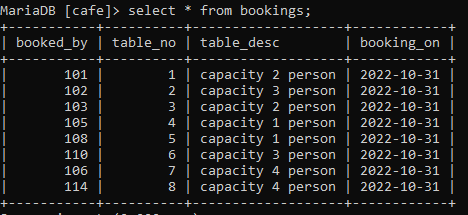 MariaDB [cafe]> select * from bookings;
+-----------+----------+-------------------+------------+
| booked_by | table_no | table_desc        | booking_on |
+-----------+----------+-------------------+------------+
|       101 |        1 | capacity 2 person | 2022-10-31 |
|       102 |        2 | capacity 3 person | 2022-10-31 |
|       103 |        3 | capacity 2 person | 2022-10-31 |
|       105 |        4 | capacity 1 person | 2022-10-31 |
|       108 |        5 | capacity 1 person | 2022-10-31 |
|       110 |        6 | capacity 3 person | 2022-10-31 |
|       106 |        7 | capacity 4 person | 2022-10-31 |
|       114 |        8 | capacity 4 person | 2022-10-31 |
+-----------+----------+-------------------+------------+